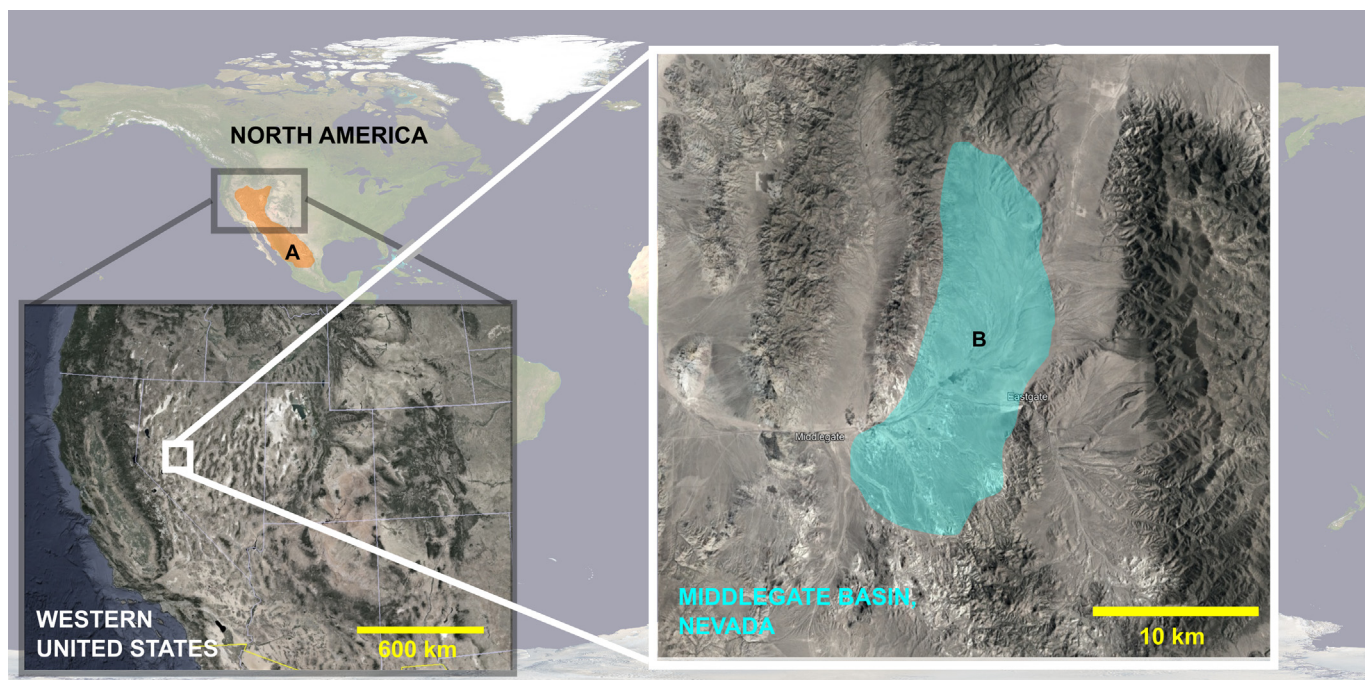 NORTH AMERICA
A
B
Eastgate
Middlegate
WESTERN
UNITED STATES
600 km
MIDDLEGATE BASIN,
NEVADA
10 km